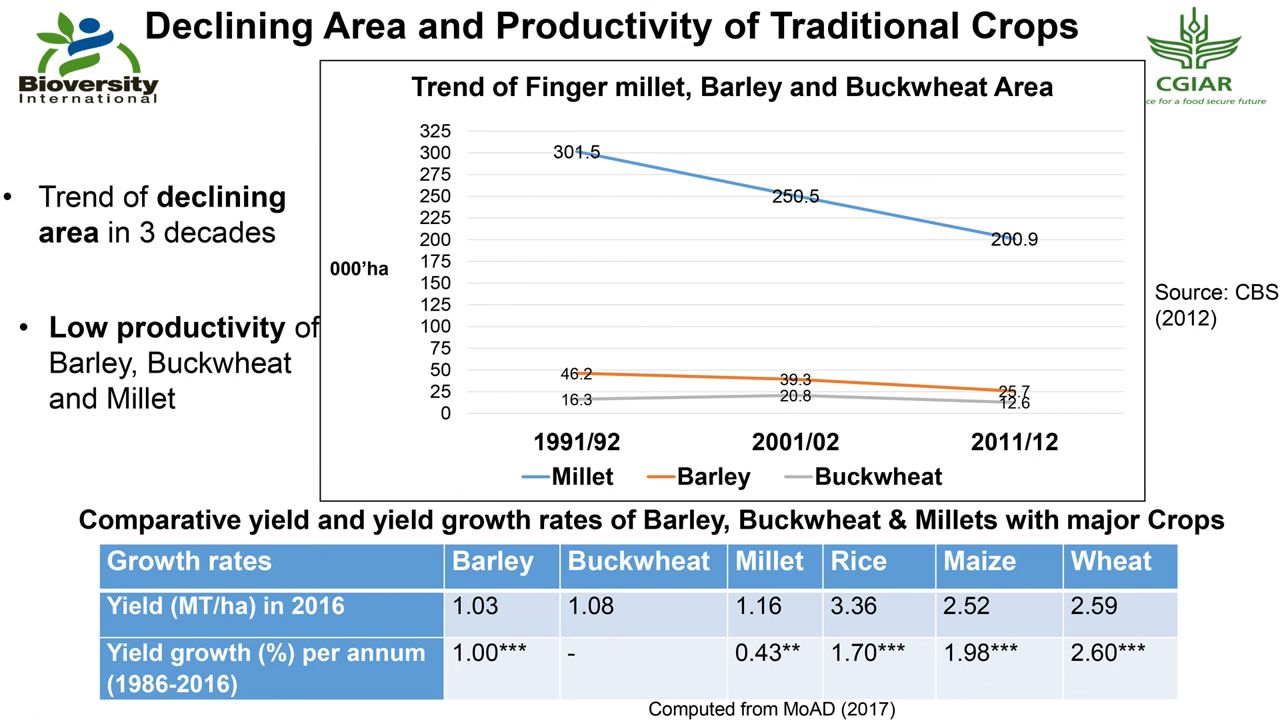 Declining Area and Productivity of Traditional Crops
Bioversity
International
CGIAR
ce for a food secure future
• Trend of declining
area in 3 decades
• Low productivity of
Barley, Buckwheat
and Millet
Trend of Finger millet, Barley and Buckwheat Area
000’ha
325
300
275
250
225
200
175
150
125
100
75
50
25
0
301.5
250.5
200.9
46.2
39.3
25.7
16.3
20.8
12.6
1991/92 2001/02 2011/12
Millet Barley Buckwheat
Source: CBS
(2012)
Comparative yield and yield growth rates of Barley, Buckwheat & Millets with major Crops
Growth rates Barley Buckwheat Millet Rice Maize Wheat
Yield (MT/ha) in 2016 1.03 1.08 1.16 3.36 2.52 2.59
Yield growth (%) per annum 1.00*** - 0.43** 1.70*** 1.98*** 2.60***
(1986-2016)
Computed from MoAD (2017)